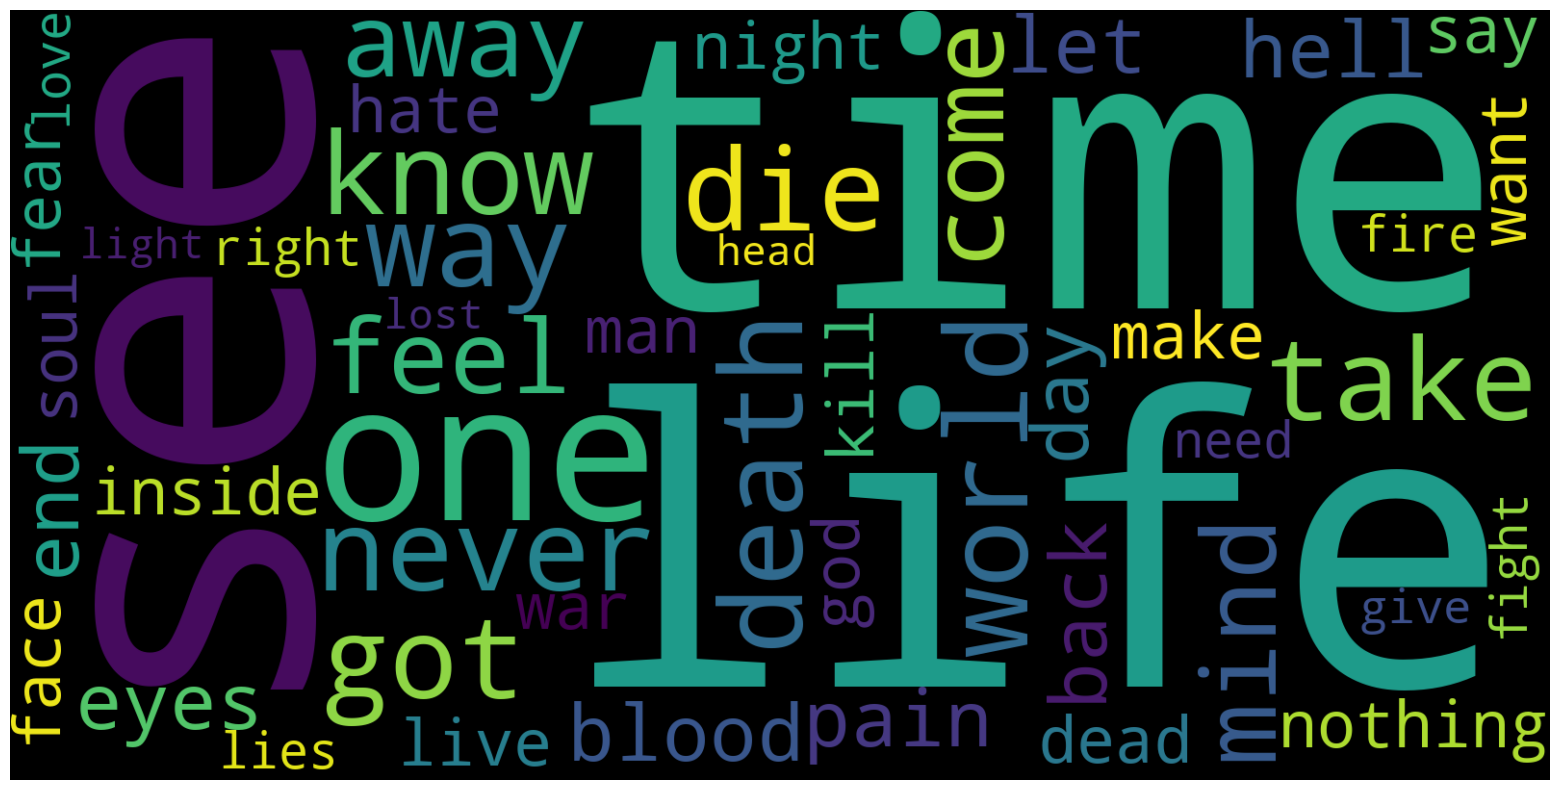 love
away
night
let
hell
say
see
time
hate
come
want
fear
know
die
light
right
way
head
fire
soul
lost
feel
man
death
kill
world
day
make
take
one
life
need
end
inside
never
god
back
mind
fight
war
give
face
got
eyes
lies
live
blood
pain
dead
nothing